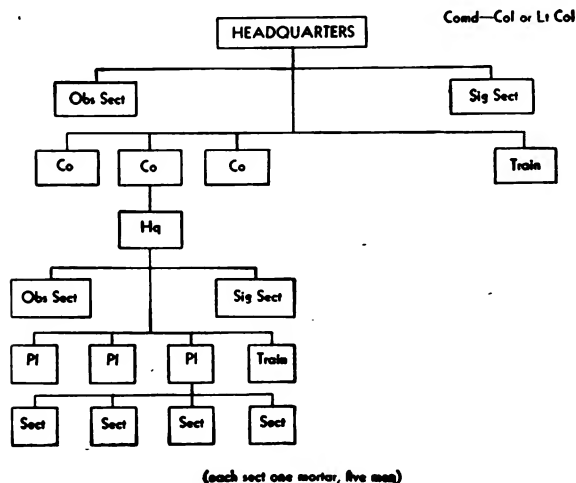 Comd—Col or Lt Col
HEADQUARTERS
Obs Sect
Sig Sect
Co
Co
Co
Train
Hq
Obs Sect
Sig Sect
Pl
Pl
Pl
Train
Sect
Sect
Sect
Sect
(each sect one mortar, five men)